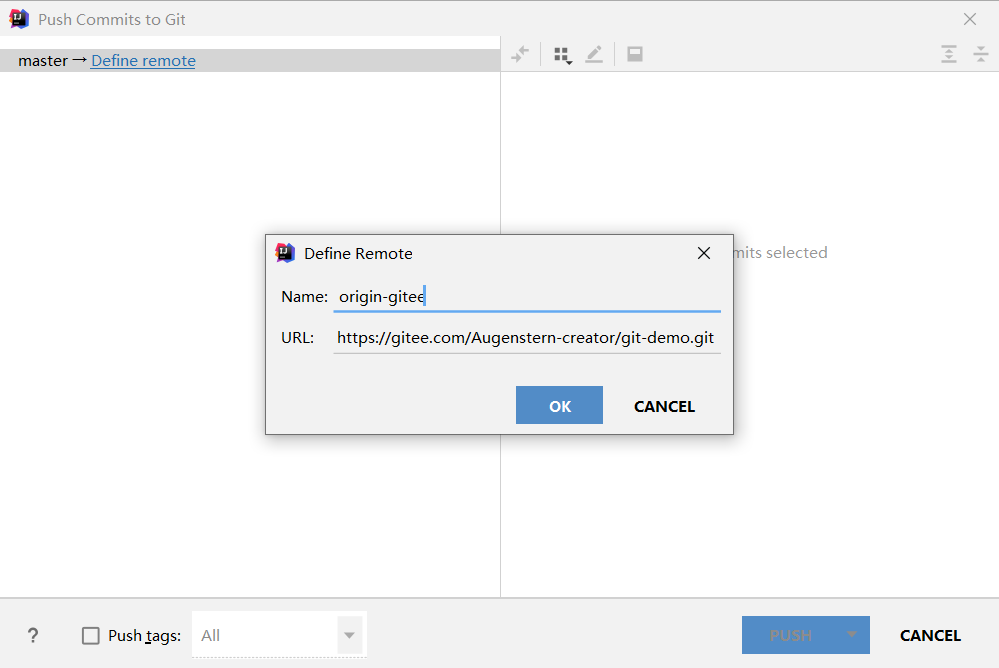 Push Commits to Git
master → Define remote
mits selected
Define Remote
Name: origin-gitee
URL: https://gitee.com/Augenstern-creator/git-demo.git
OK CANCEL
? Push tags: All PUSH CANCEL